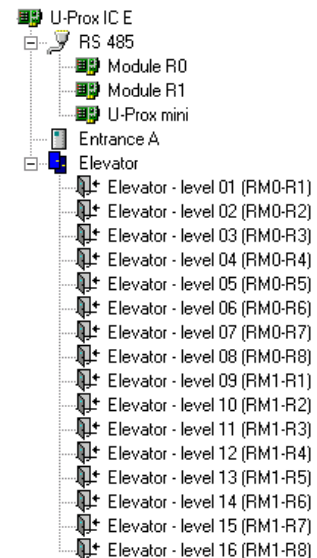 U-Prox IC E
RS 485
Module R0
Module R1
U-Prox mini
Entrance A
Elevator
Elevator - level 01 (RM0-R1)
Elevator - level 02 (RM0-R2)
Elevator - level 03 (RM0-R3)
Elevator - level 04 (RM0-R4)
Elevator - level 05 (RM0-R5)
Elevator - level 06 (RM0-R6)
Elevator - level 07 (RM0-R7)
Elevator - level 08 (RM0-R8)
Elevator - level 09 (RM1-R1)
Elevator - level 10 (RM1-R2)
Elevator - level 11 (RM1-R3)
Elevator - level 12 (RM1-R4)
Elevator - level 13 (RM1-R5)
Elevator - level 14 (RM1-R6)
Elevator - level 15 (RM1-R7)
Elevator - level 16 (RM1-R8)